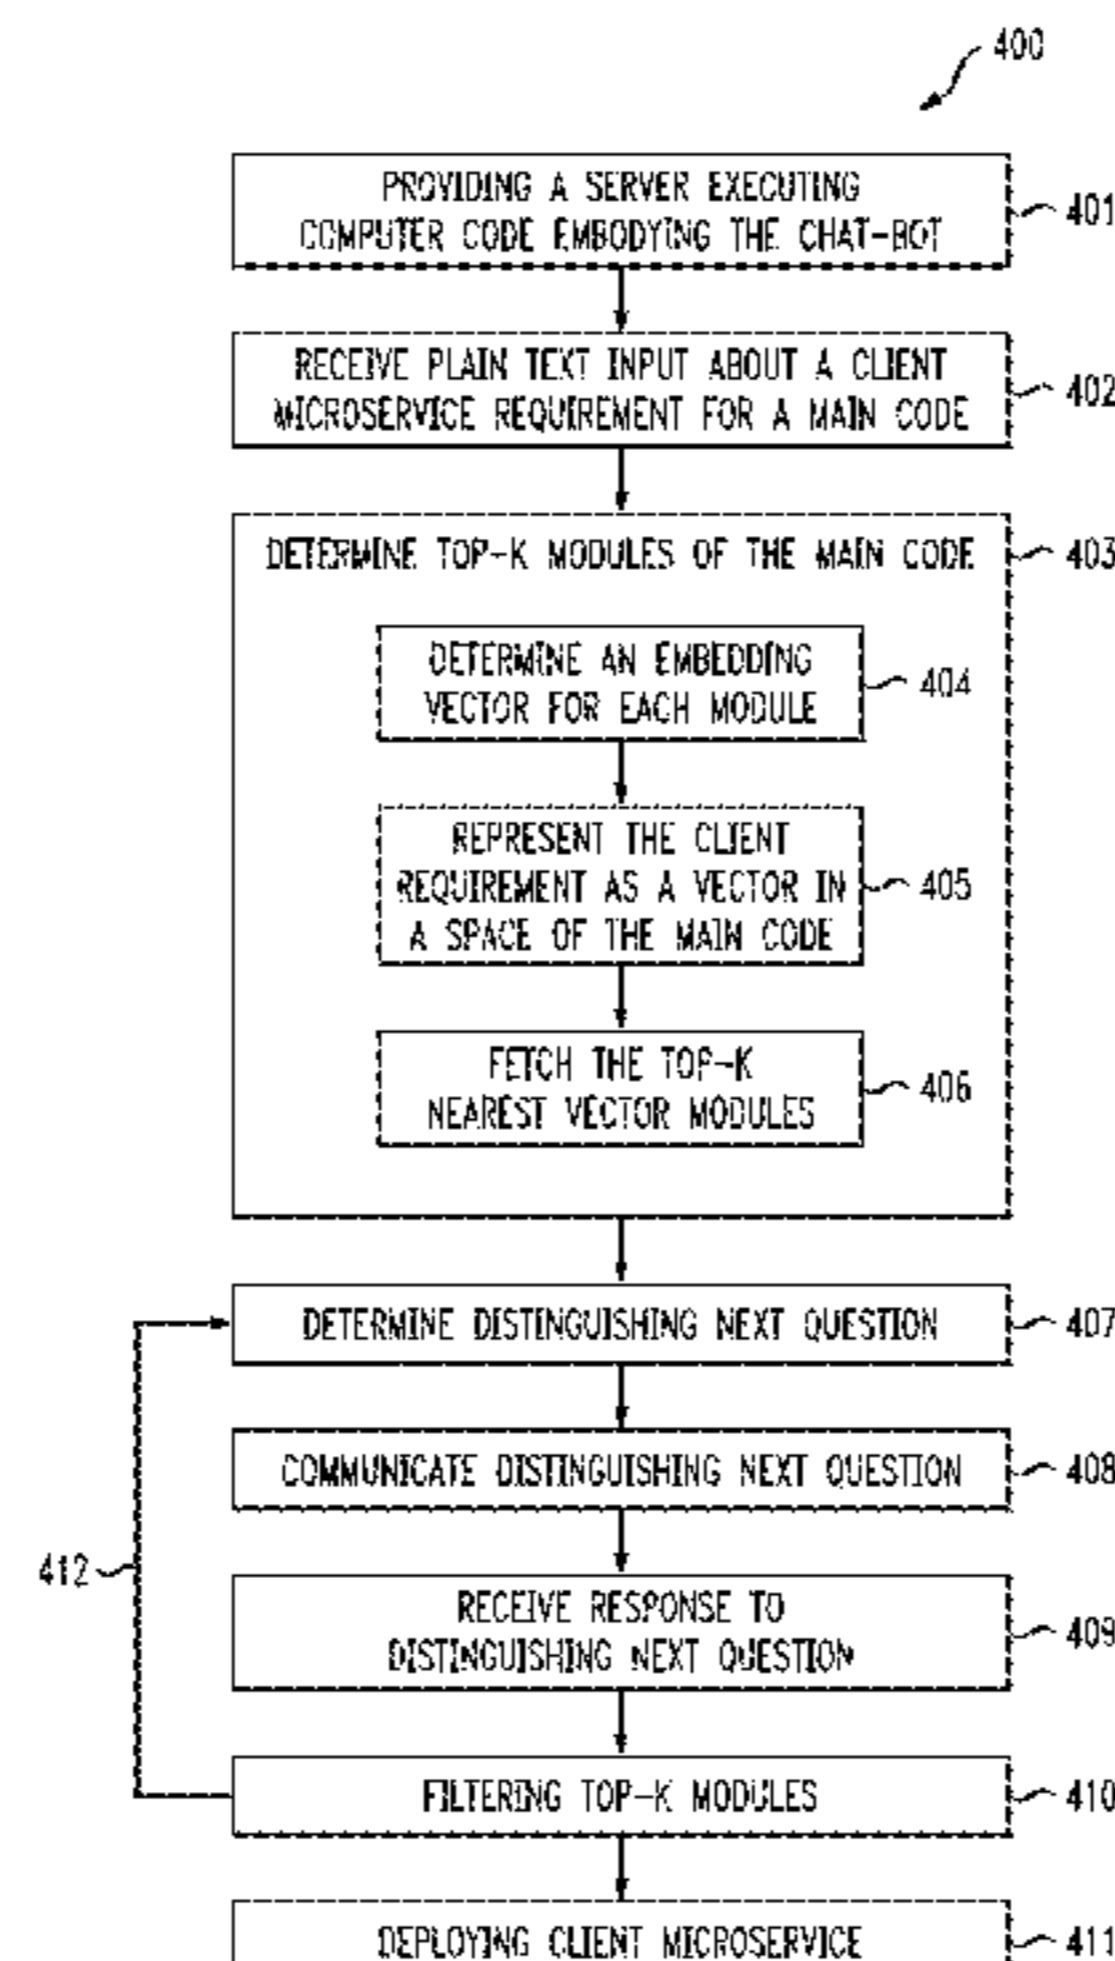 400
PROVIDING A SERVER EXECUTING
COMPUTER CODE EMBODYING THE CHAT-BOT
401
RECEIVE PLAIN TEXT INPUT ABOUT A CLIENT
MICROSERVICE REQUIREMENT FOR A MAIN CODE
402
DETERMINE TOP-K MODULES OF THE MAIN CODE
403
DETERMINE AN EMBEDDING
VECTOR FOR EACH MODULE
404
REPRESENT THE CLIENT
REQUIREMENT AS A VECTOR IN
A SPACE OF THE MAIN CODE
405
FETCH THE TOP-K
NEAREST VECTOR MODULES
406
DETERMINE DISTINGUISHING NEXT QUESTION
407
COMMUNICATE DISTINGUISHING NEXT QUESTION
408
412
RECEIVE RESPONSE TO
DISTINGUISHING NEXT QUESTION
409
FILTERING TOP-K MODULES
410
DEPLOYING CLIENT MICROSERVICE
411